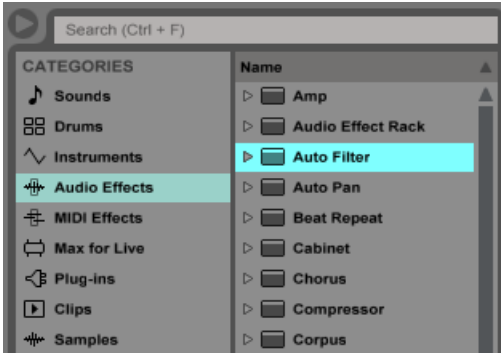 Search (Ctrl + F)
CATEGORIES
Sounds
Drums
Instruments
Audio Effects
MIDI Effects
Max for Live
Plug-ins
Clips
Samples
Name
Amp
Audio Effect Rack
Auto Filter
Auto Pan
Beat Repeat
Cabinet
Chorus
Compressor
Corpus